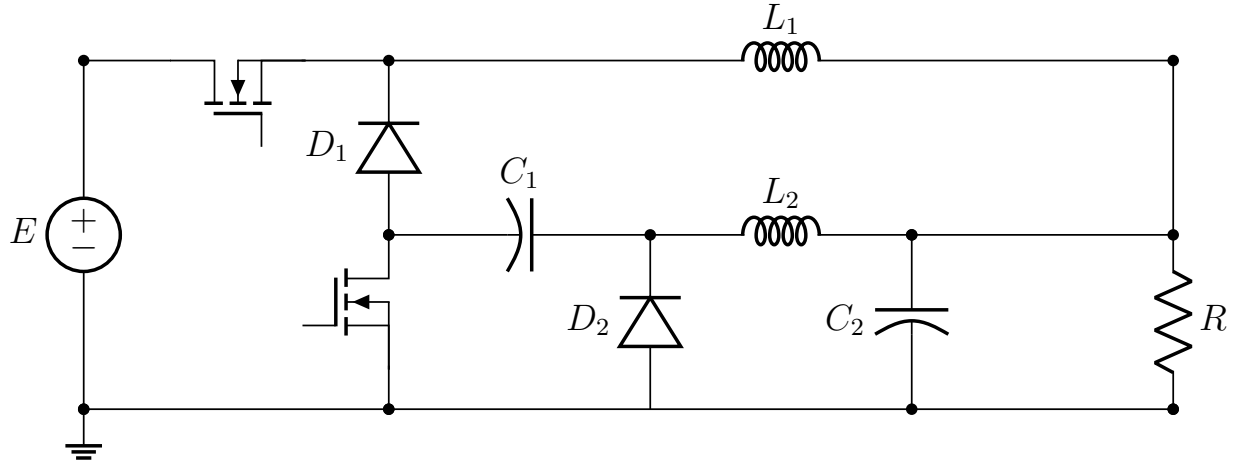 L₁
D₁
C₁
L₂
E
+
−
D₂
C₂
R